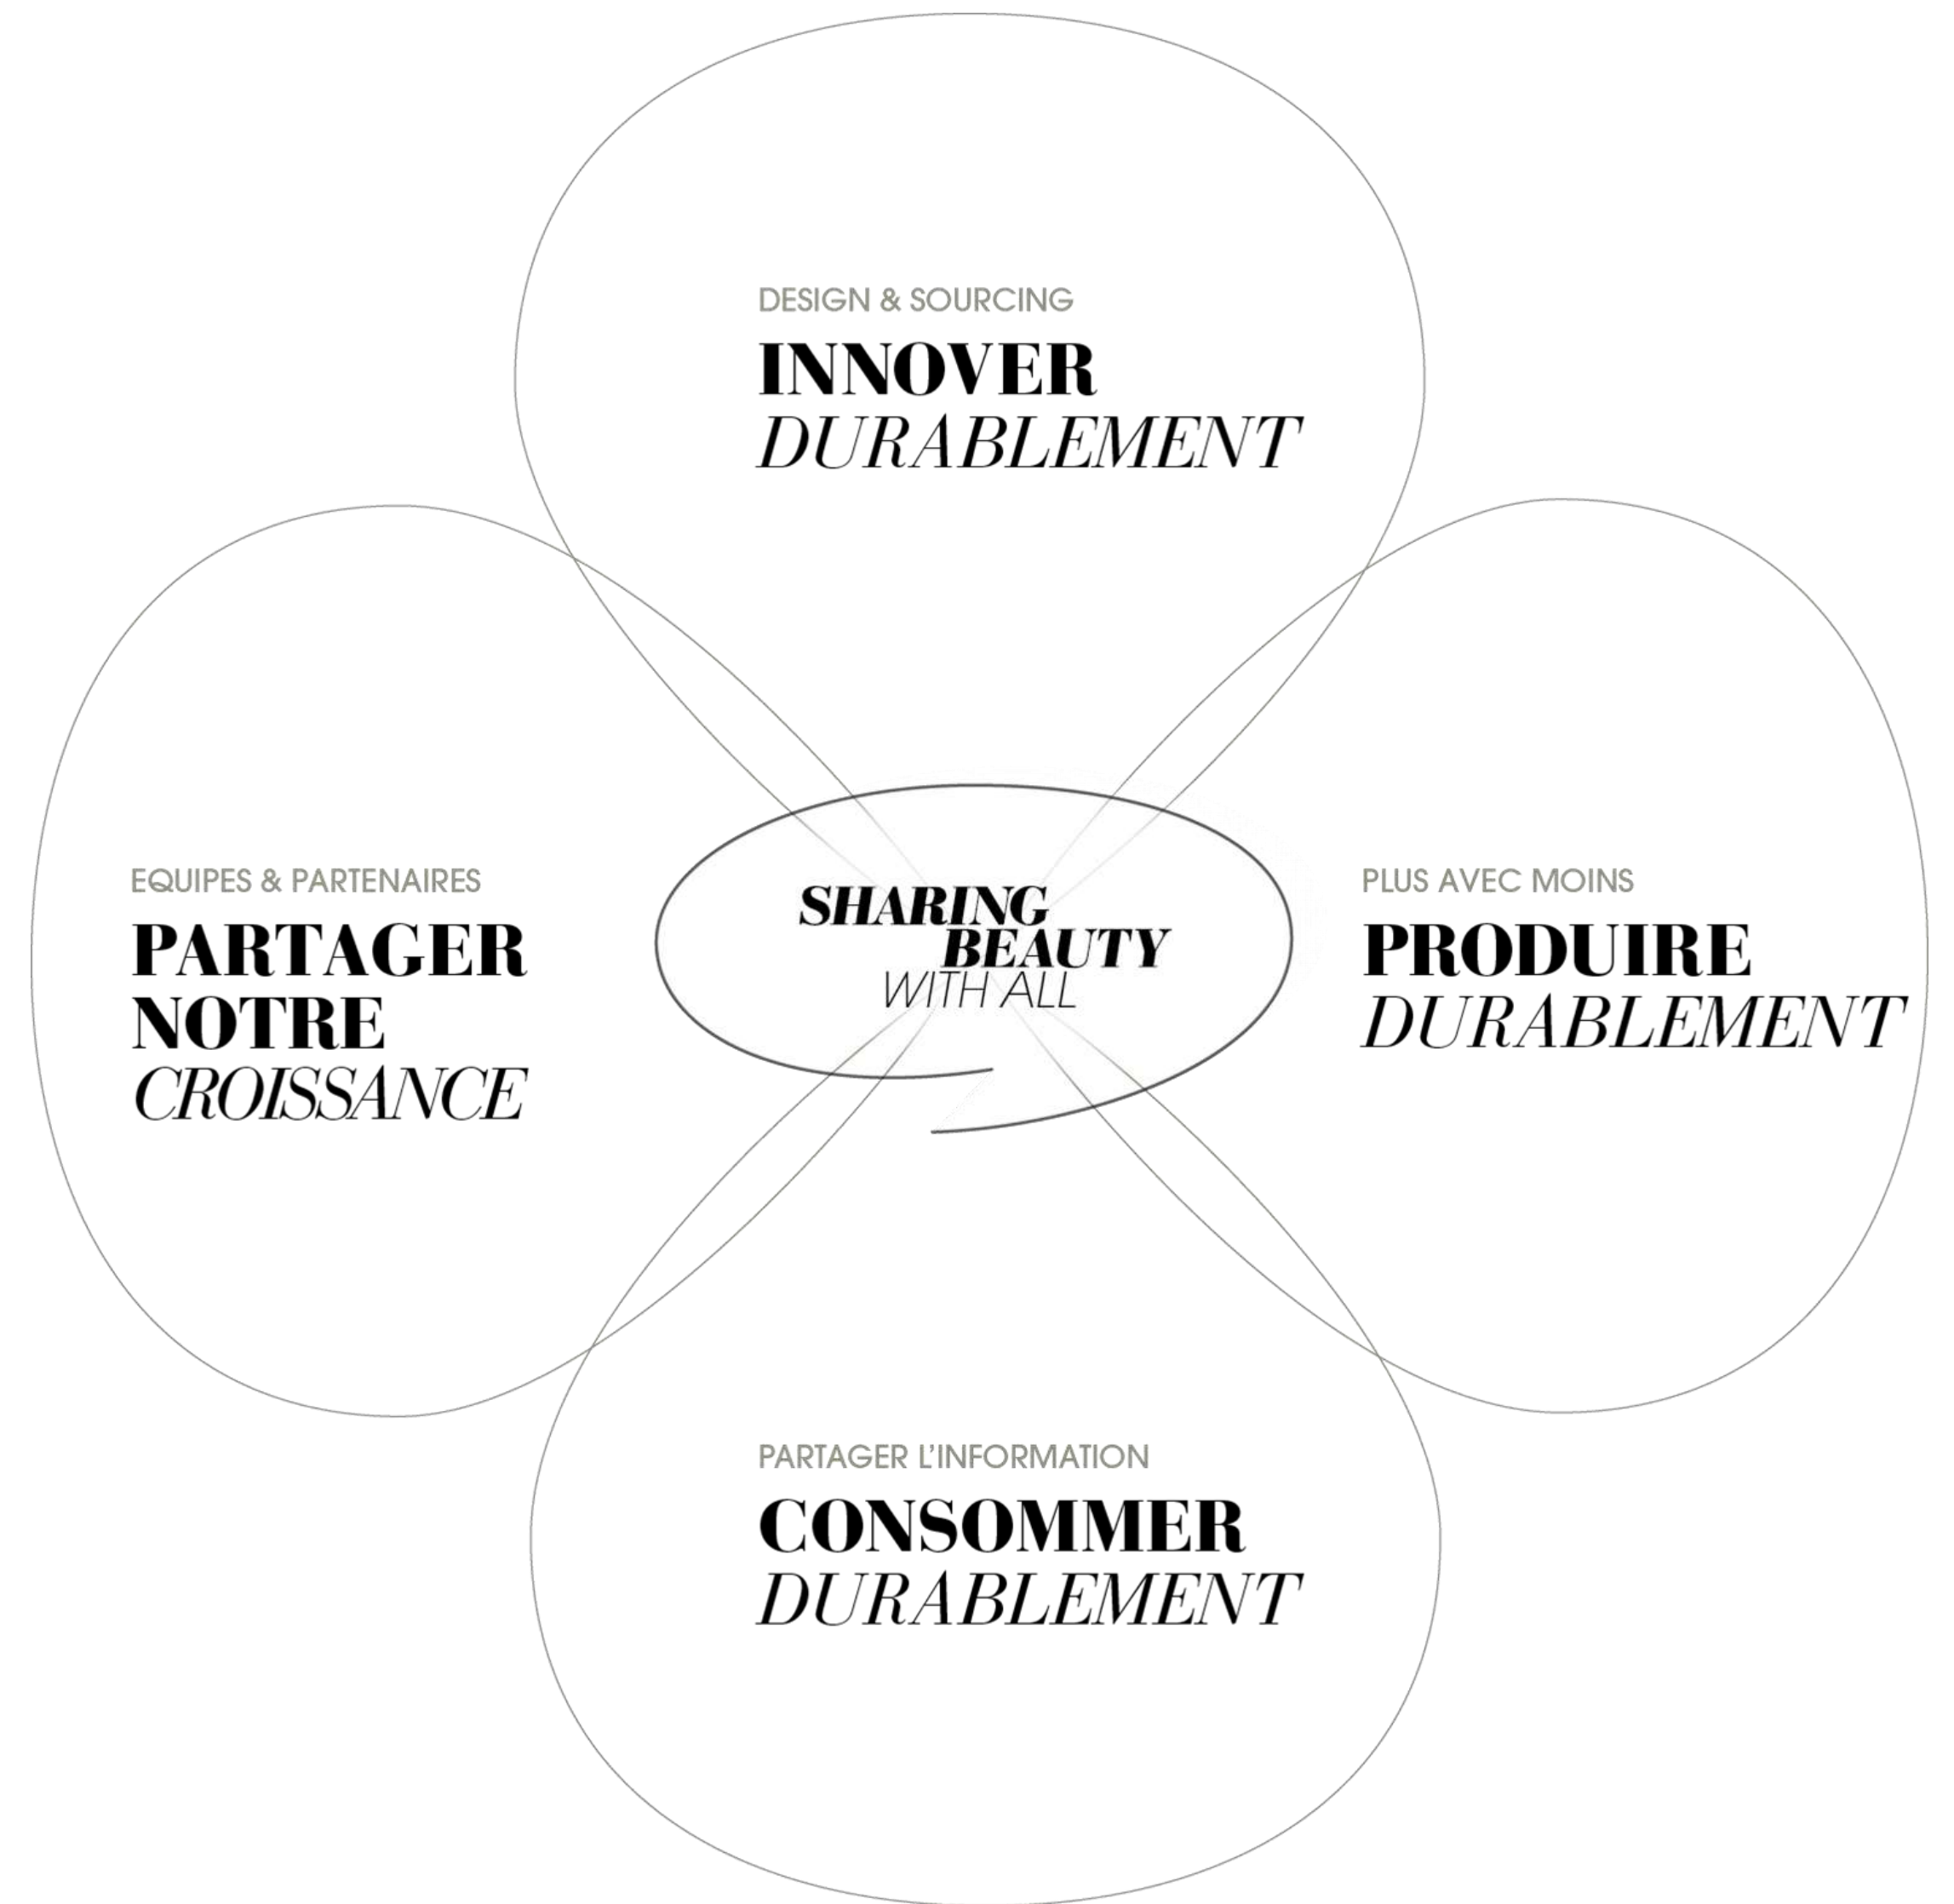 DESIGN & SOURCING
INNOVER
DURABLEMENT
EQUIPES & PARTENAIRES
PARTAGER
NOTRE
CROISSANCE
SHARING
BEAUTY
WITH ALL
PLUS AVEC MOINS
PRODUIRE
DURABLEMENT
PARTAGER L'INFORMATION
CONSOMMER
DURABLEMENT